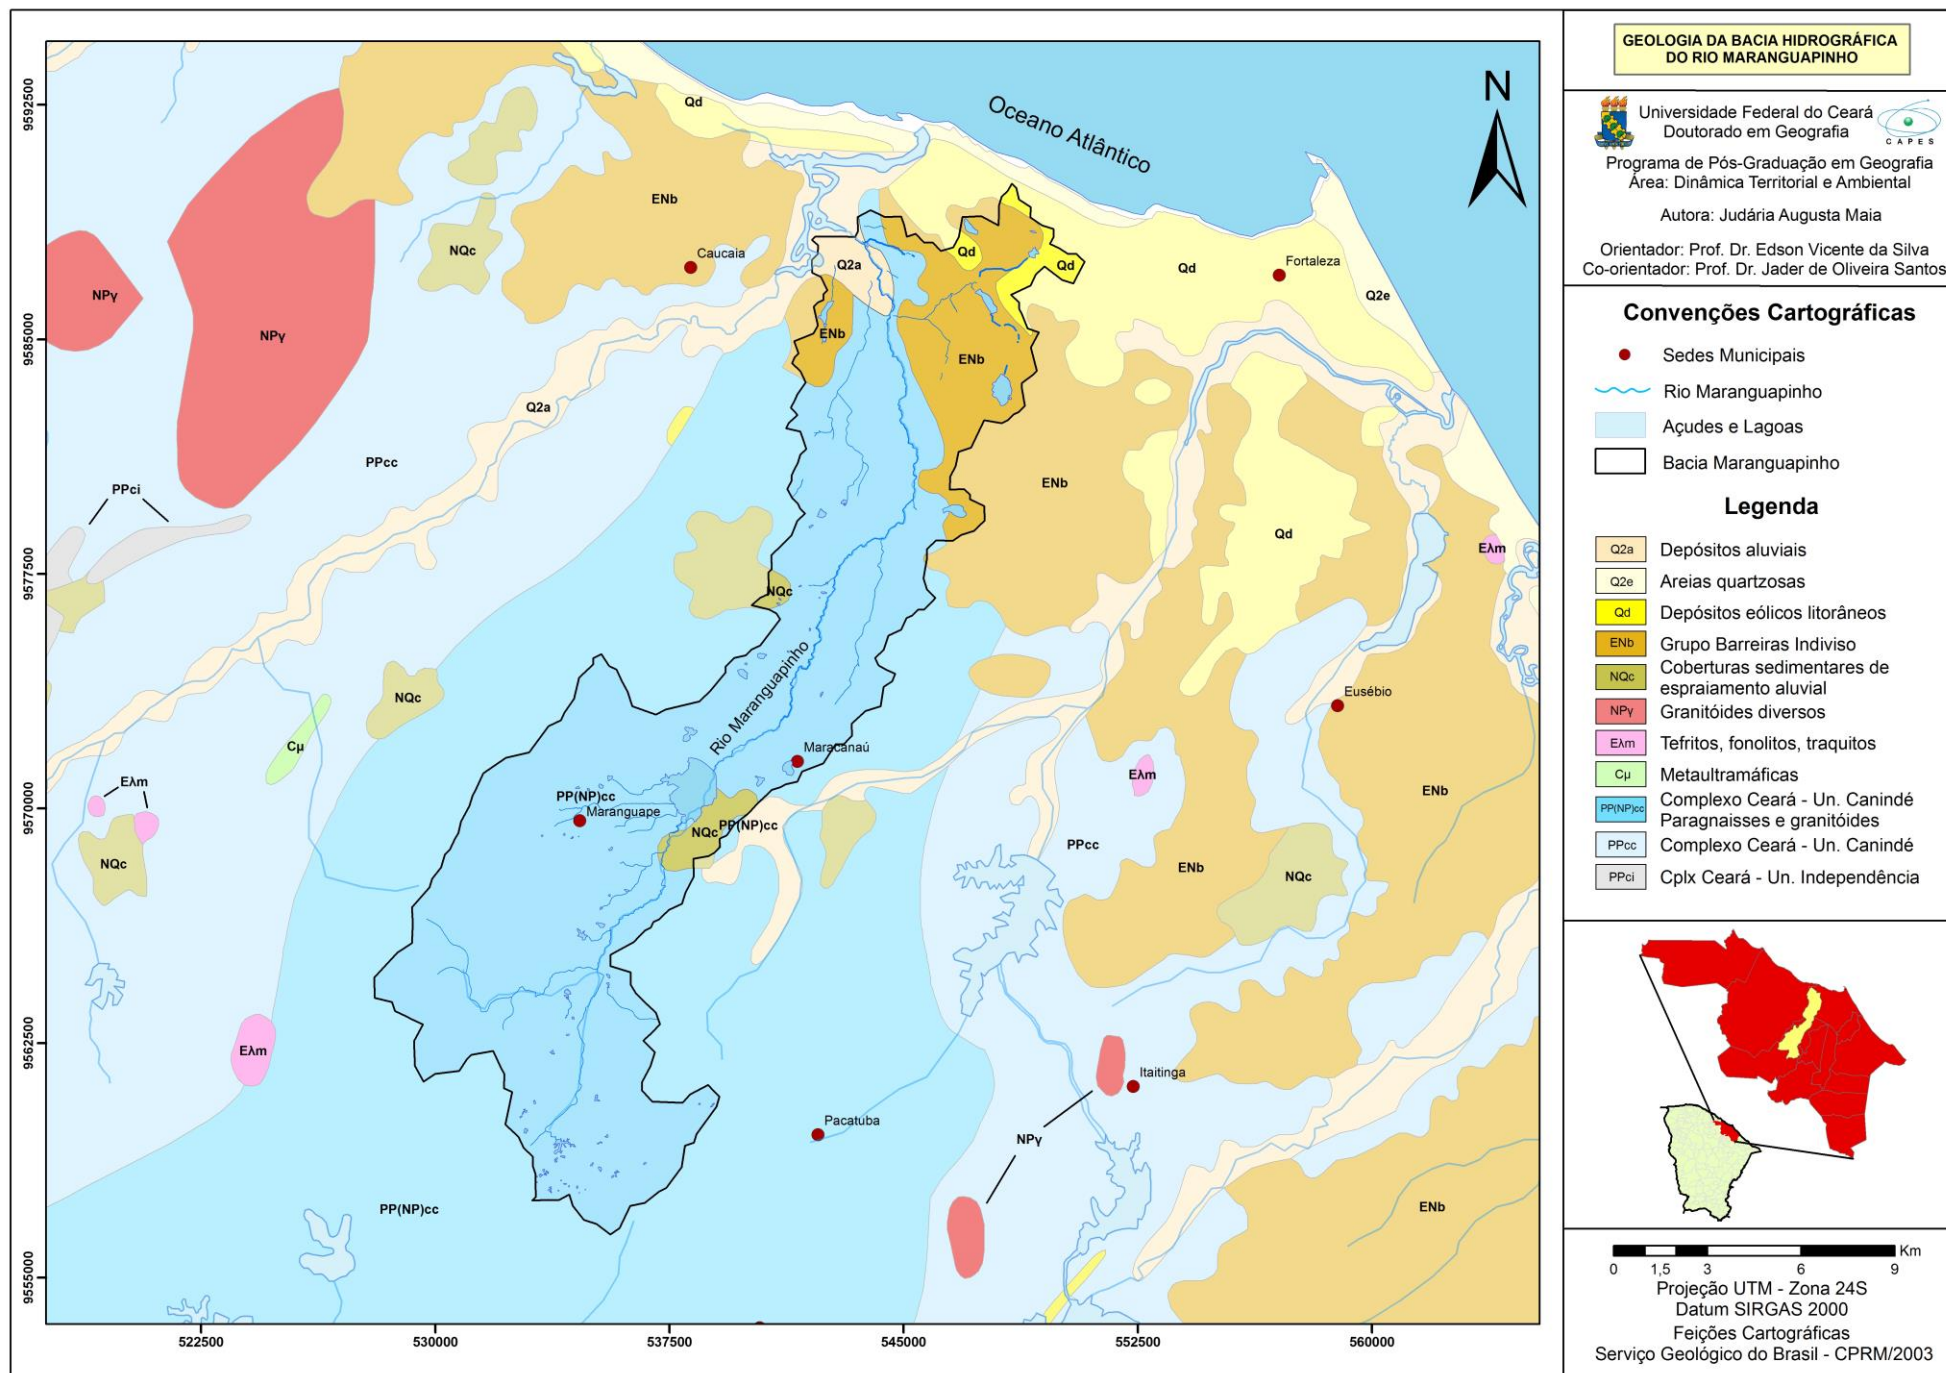 Oceano Atlântico
N
Qd
ENb
NQc
Caucaia
Q2a
Qd
Qd
Qd
Fortaleza
Q2e
NPγ
NPγ
ENb
ENb
Q2a
PPcc
PPci
ENb
Qd
Eλm
NQc
NQc
Rio Maranguapinho
Eusébio
Cμ
Maracanaú
Eλm
Eλm
PP(NP)cc
Maranguape
NQc
PP(NP)cc
PPcc
ENb
NQc
ENb
NQc
Eλm
Itaitinga
Pacatuba
NPγ
PP(NP)cc
ENb
9592500
9585000
9577500
9570000
9562500
9555000
522500
530000
537500
545000
552500
560000
GEOLOGIA DA BACIA HIDROGRÁFICA
DO RIO MARANGUAPINHO
Universidade Federal do Ceará
Doutorado em Geografia
CAPES
Programa de Pós-Graduação em Geografia
Área: Dinâmica Territorial e Ambiental
Autora: Judária Augusta Maia
Orientador: Prof. Dr. Edson Vicente da Silva
Co-orientador: Prof. Dr. Jader de Oliveira Santos
Convenções Cartográficas
Sedes Municipais
Rio Maranguapinho
Açudes e Lagoas
Bacia Maranguapinho
Legenda
Q2a Depósitos aluviais
Q2e Areias quartzosas
Qd Depósitos eólicos litorâneos
ENb Grupo Barreiras Indiviso
NQc Coberturas sedimentares de
espraiamento aluvial
NPγ Granitóides diversos
Eλm Tefritos, fonolitos, traquitos
Cμ Metaultramáficas
PP(NP)cc Complexo Ceará - Un. Canindé
Paragnaisses e granitóides
PPcc Complexo Ceará - Un. Canindé
PPci Cplx Ceará - Un. Independência
Km
0 1,5 3 6 9
Projeção UTM - Zona 24S
Datum SIRGAS 2000
Feições Cartográficas
Serviço Geológico do Brasil - CPRM/2003